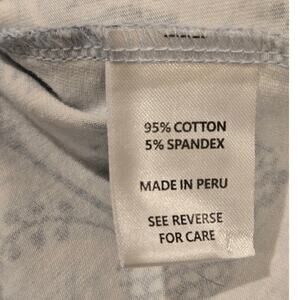 95% COTTON
5% SPANDEX
MADE IN PERU
SEE REVERSE
FOR CARE